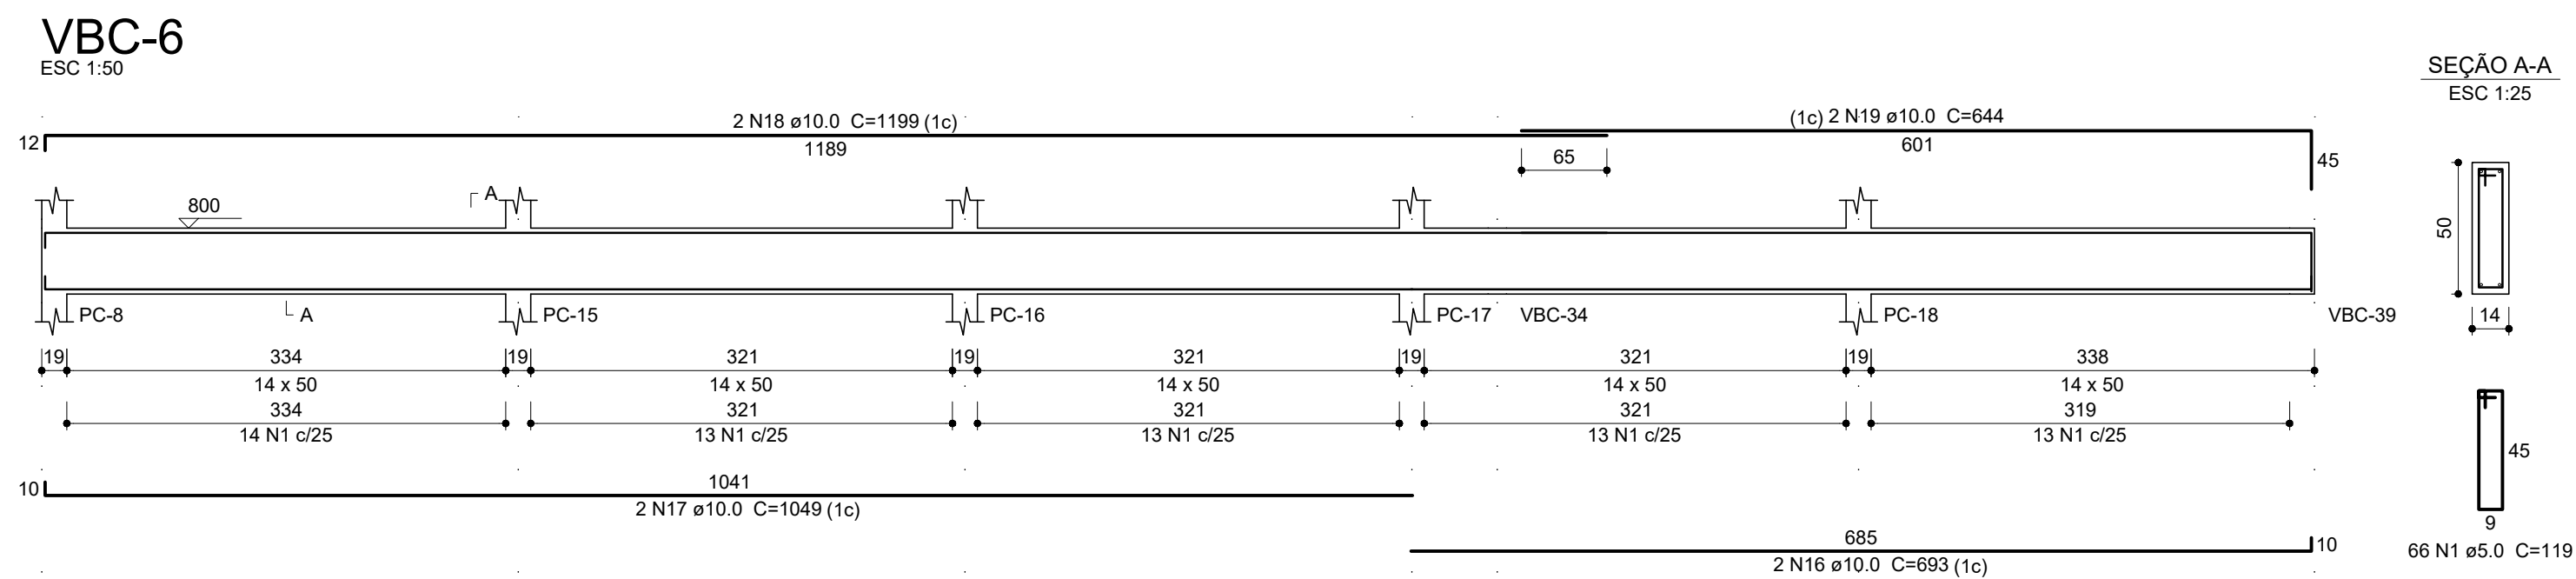 VBC-6
ESC 1:50
SEÇÃO A-A
ESC 1:25
2 N18 ø10.0 C=1199 (1c)
(1c) 2 N19 ø10.0 C=644
12
1189
601
65
45
A
800
50
A
PC-8
PC-15
PC-16
PC-17
VBC-34
PC-18
VBC-39
14
19
334
19
321
19
321
19
321
19
338
14 x 50
14 x 50
14 x 50
14 x 50
14 x 50
334
321
321
321
319
14 N1 c/25
13 N1 c/25
13 N1 c/25
13 N1 c/25
13 N1 c/25
45
9
66 N1 ø5.0 C=119
10
1041
2 N17 ø10.0 C=1049 (1c)
685
10
2 N16 ø10.0 C=693 (1c)